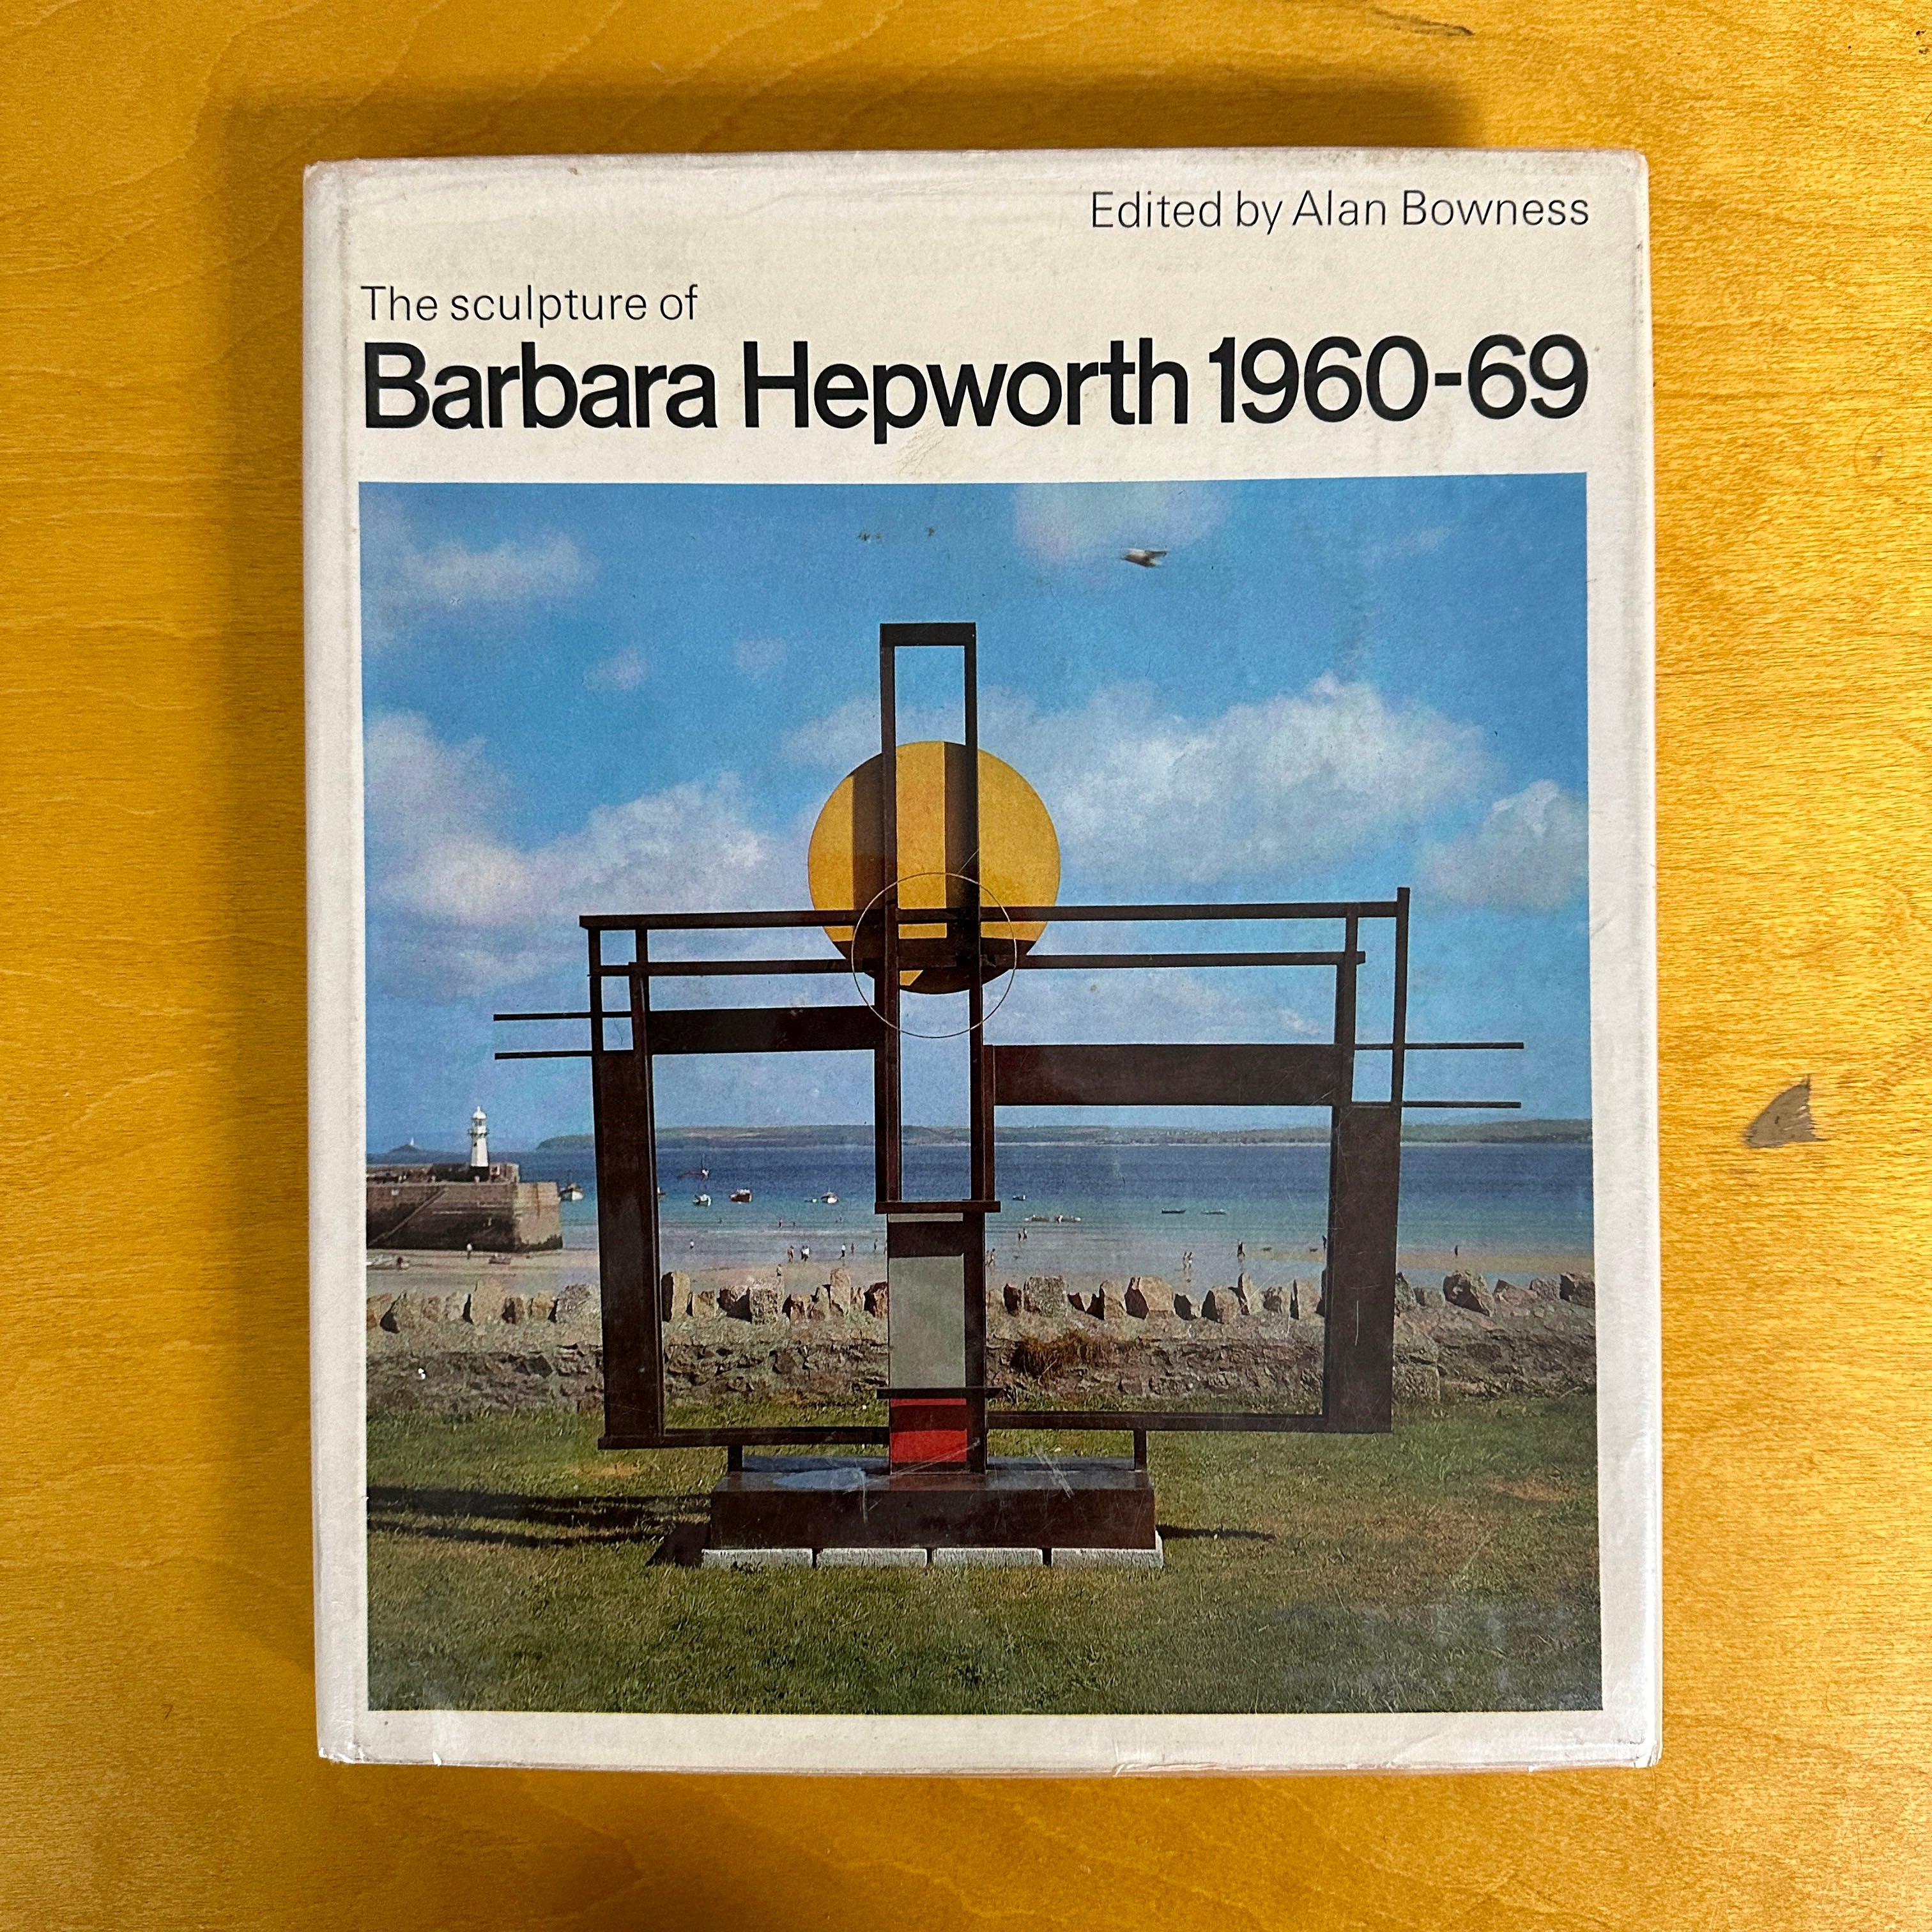 Edited by Alan Bowness
The sculpture of
Barbara Hepworth 1960-69